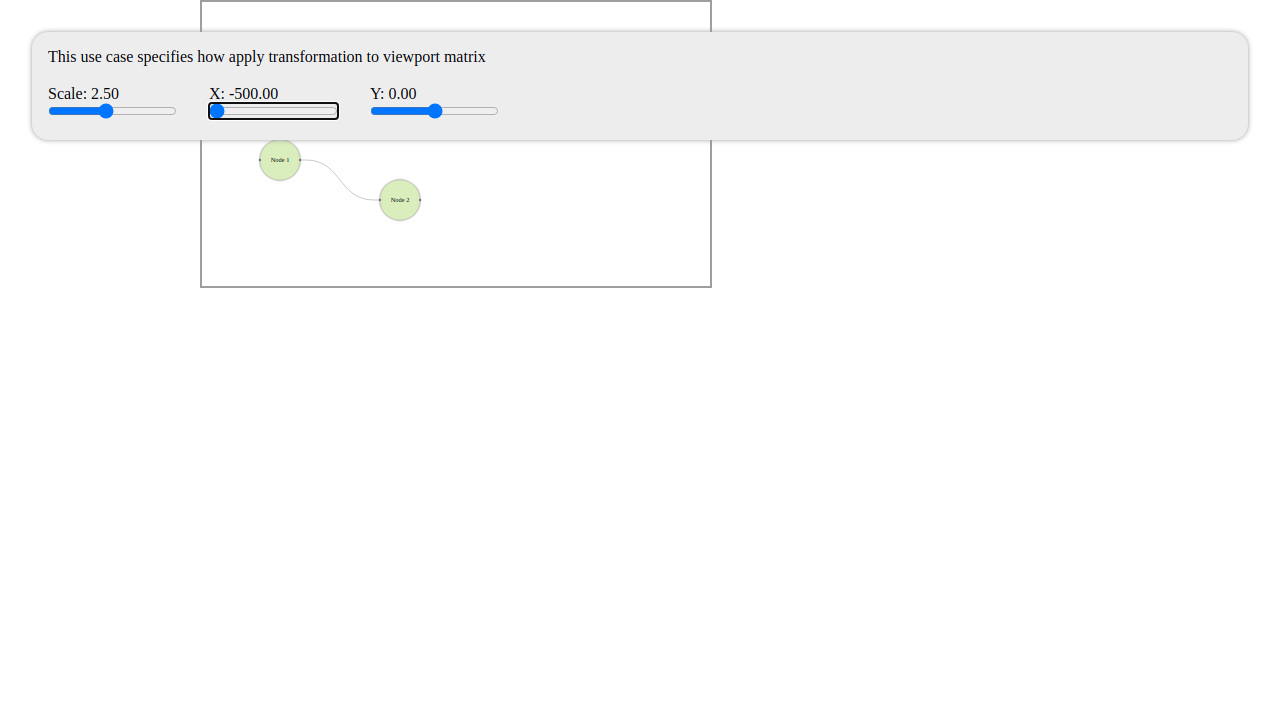 This use case specifies how apply transformation to viewport matrix
Scale: 2.50 X: -500.00 Y: 0.00
Node 1
Node 2